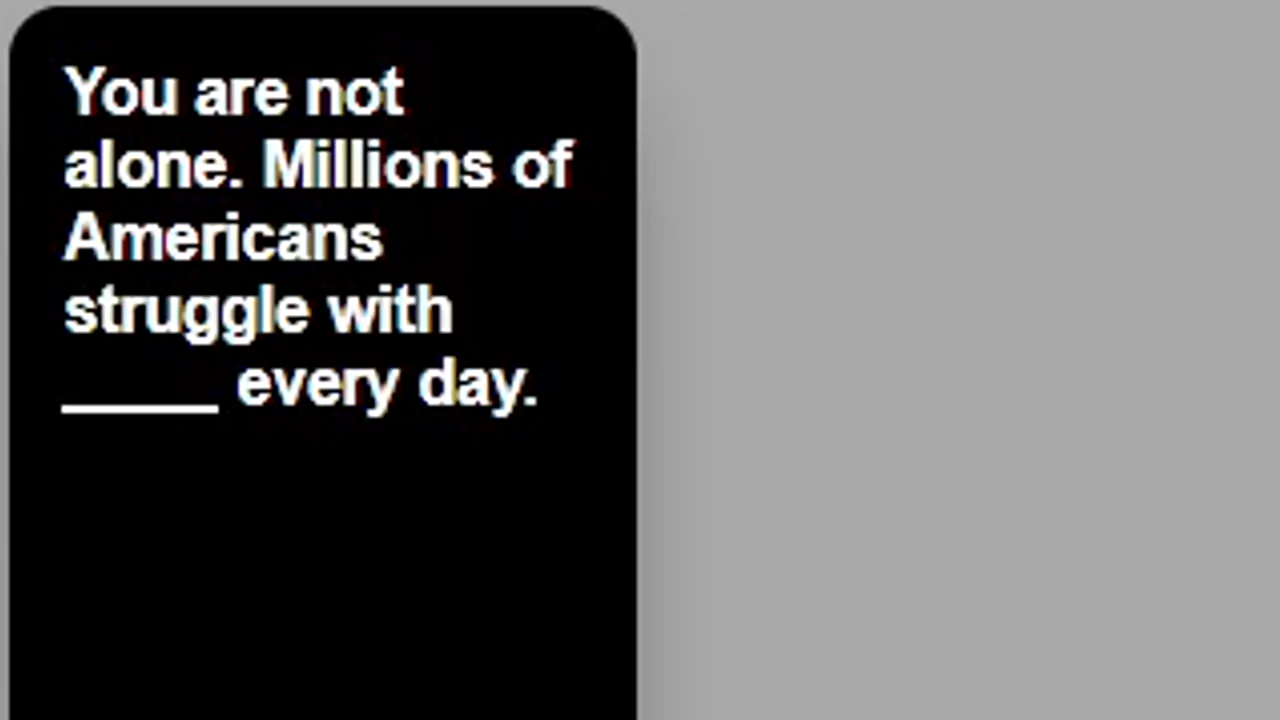 You are not
alone. Millions of
Americans
struggle with
_____ every day.